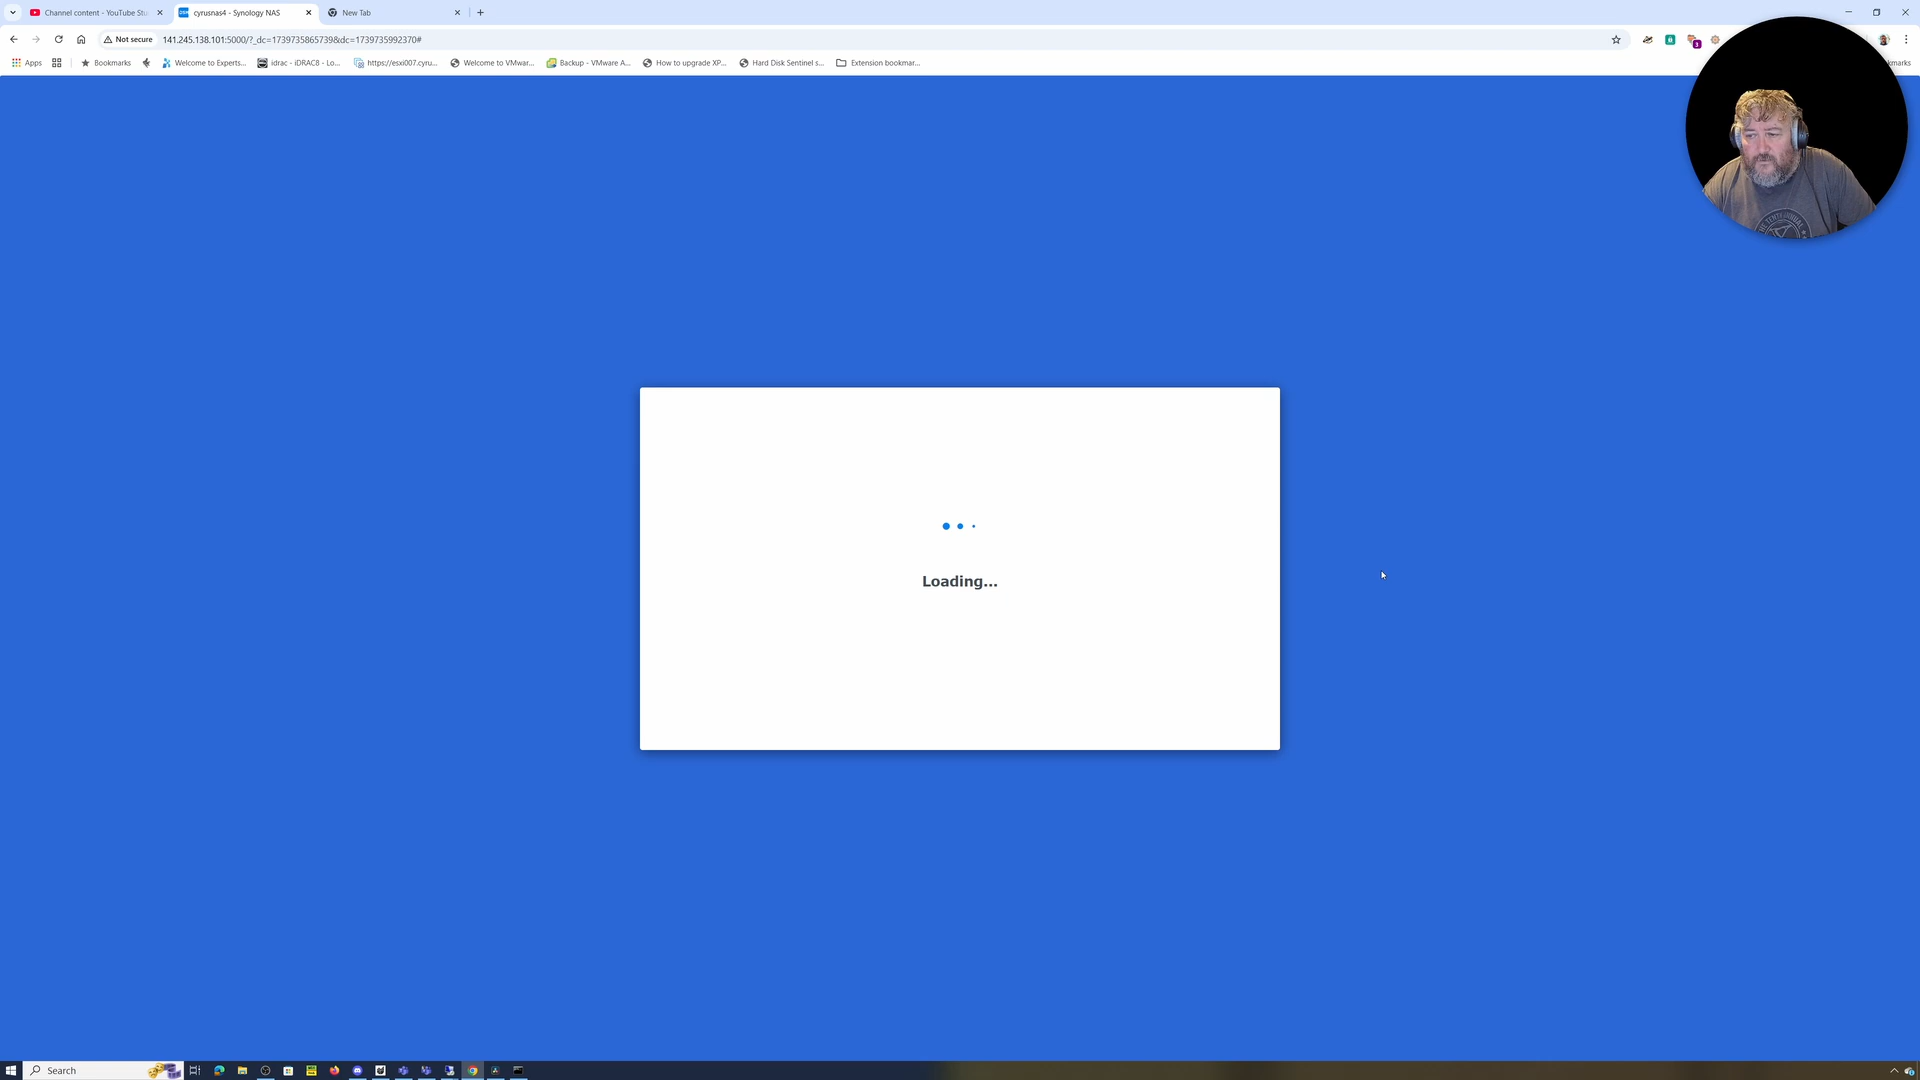 Channel content - YouTube Stu
cyrusnas4 - Synology NAS
New Tab
Not secure
141.245.138.101:5000/?_dc=1739735865739&dc=1739735992370#
3
Apps
Bookmarks
Welcome to Experts...
idrac - iDRAC8 - Lo...
https://esxi007.cyru...
Welcome to VMwar...
Backup - VMware A...
How to upgrade XP...
Hard Disk Sentinel s...
Extension bookmar...
kmarks
Loading...
Search